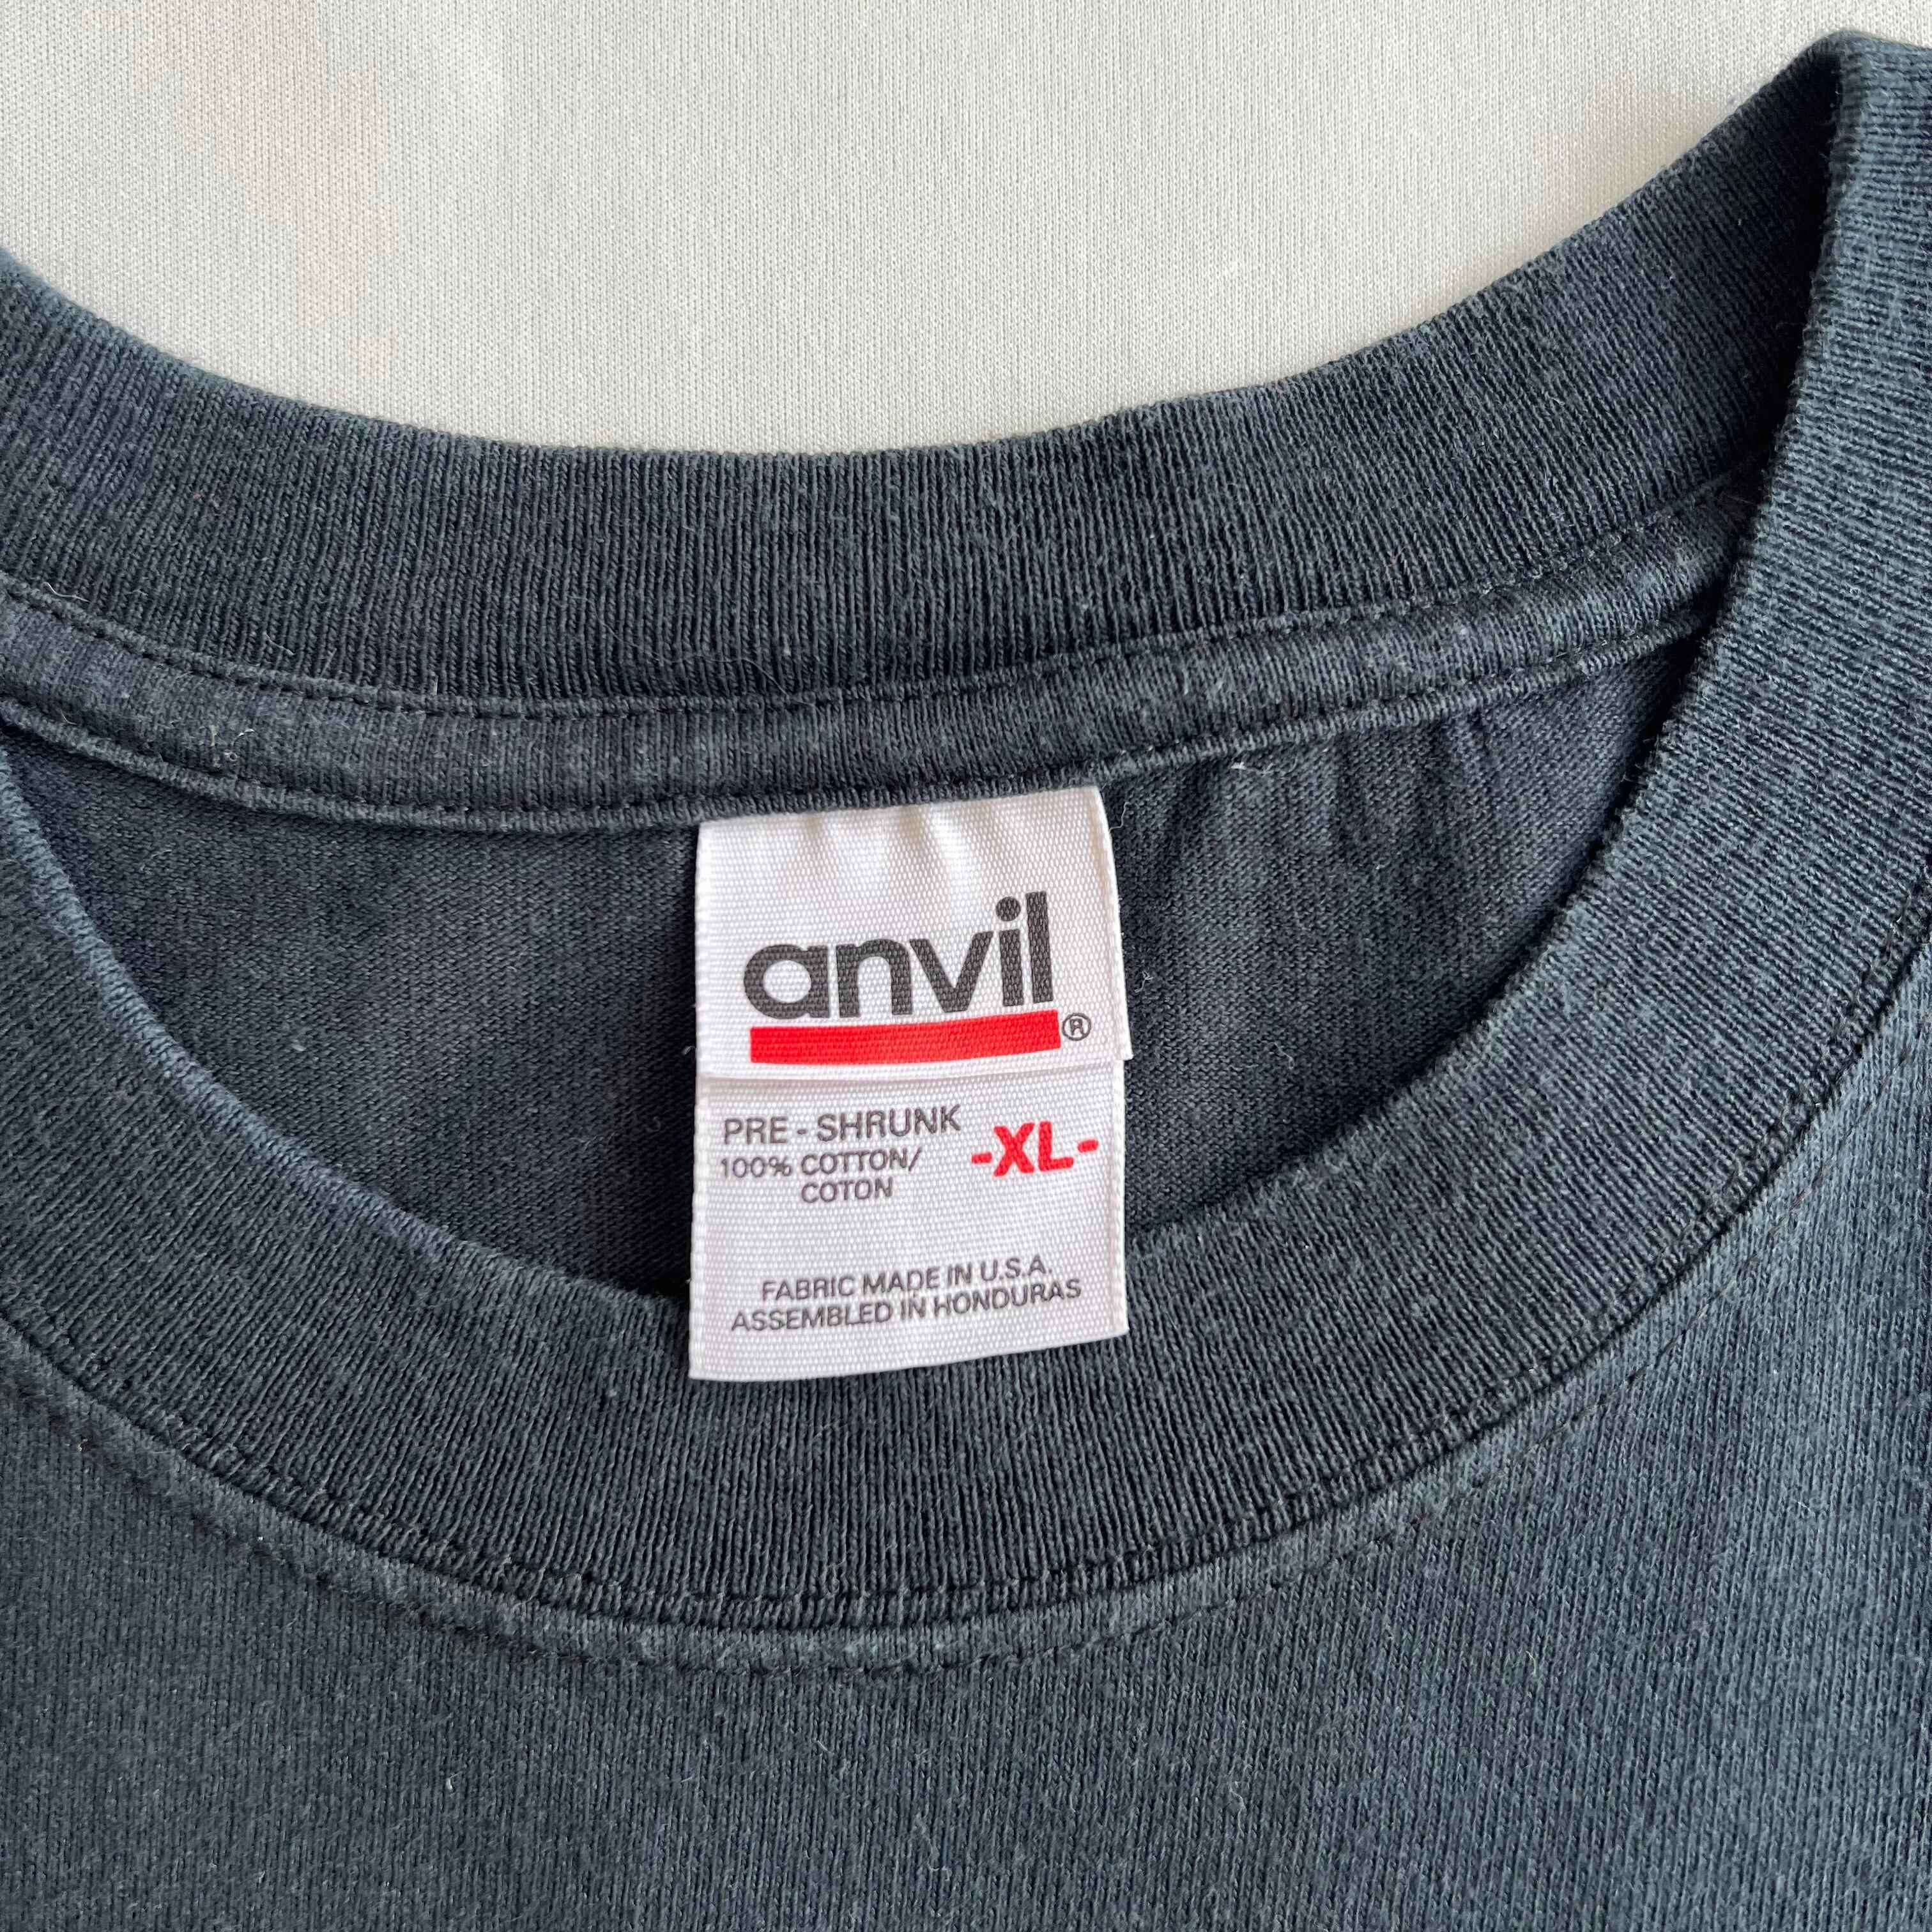 anvil®
PRE - SHRUNK
100% COTTON/
COTON
-XL-
FABRIC MADE IN U.S.A.
ASSEMBLED IN HONDURAS